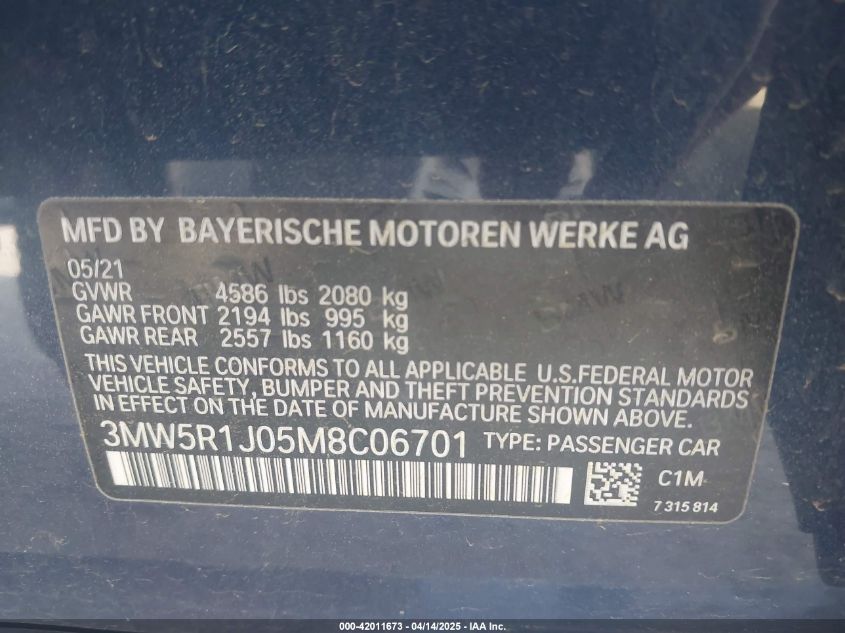 MFD BY BAYERISCHE MOTOREN WERKE AG
05/21
GVWR 4586 lbs 2080 kg
GAWR FRONT 2194 lbs 995 kg
GAWR REAR 2557 lbs 1160 kg
THIS VEHICLE CONFORMS TO ALL APPLICABLE U.S.FEDERAL MOTOR
VEHICLE SAFETY, BUMPER AND THEFT PREVENTION STANDARDS
IN EFFECT ON THE DATE OF MANUFACTURE SHOWN ABOVE.
3MW5R1J05M8C06701 TYPE: PASSENGER CAR
C1M
7 315 814
000-42011673 - 04/14/2025 - IAA Inc.